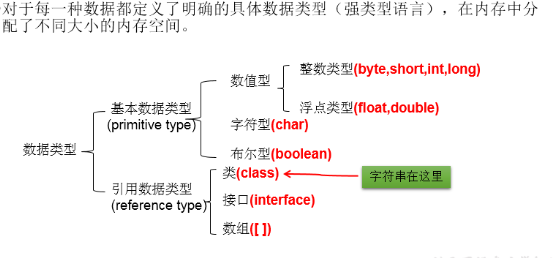 对于每一种数据都定义了明确的具体数据类型（强类型语言），在内存中分
配了不同大小的内存空间。
整数类型(byte,short,int,long)
数值型
浮点类型(float,double)
基本数据类型
(primitive type)
字符型(char)
数据类型
布尔型(boolean)
类(class)
字符串在这里
引用数据类型
(reference type)
接口(interface)
数组([ ])